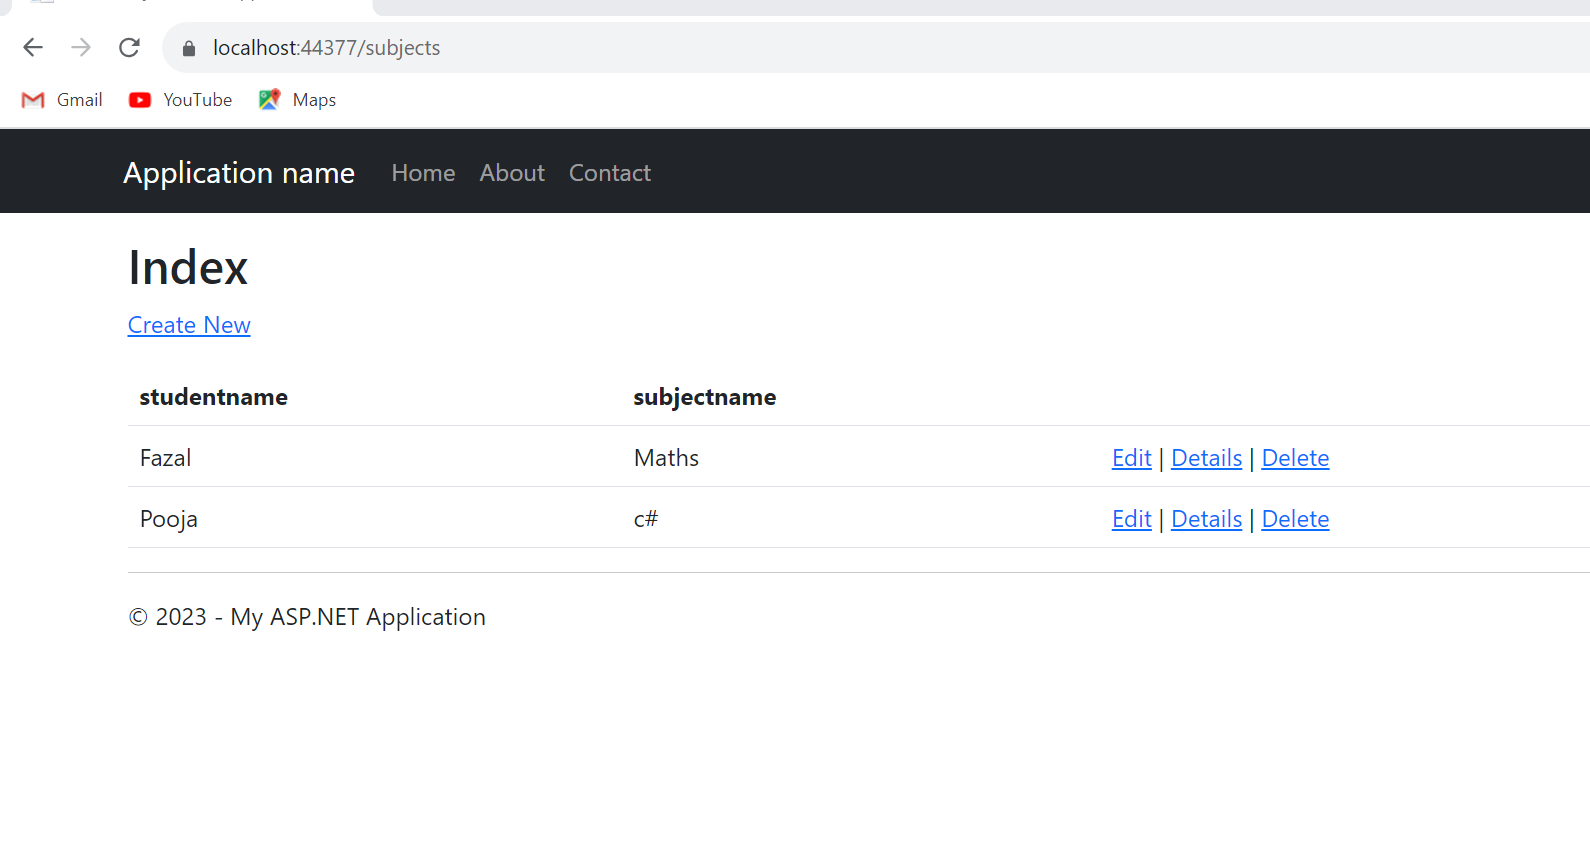 localhost:44377/subjects
Gmail YouTube Maps
Application name Home About Contact
Index
Create New
studentname subjectname
Fazal Maths Edit | Details | Delete
Pooja c# Edit | Details | Delete
© 2023 - My ASP.NET Application